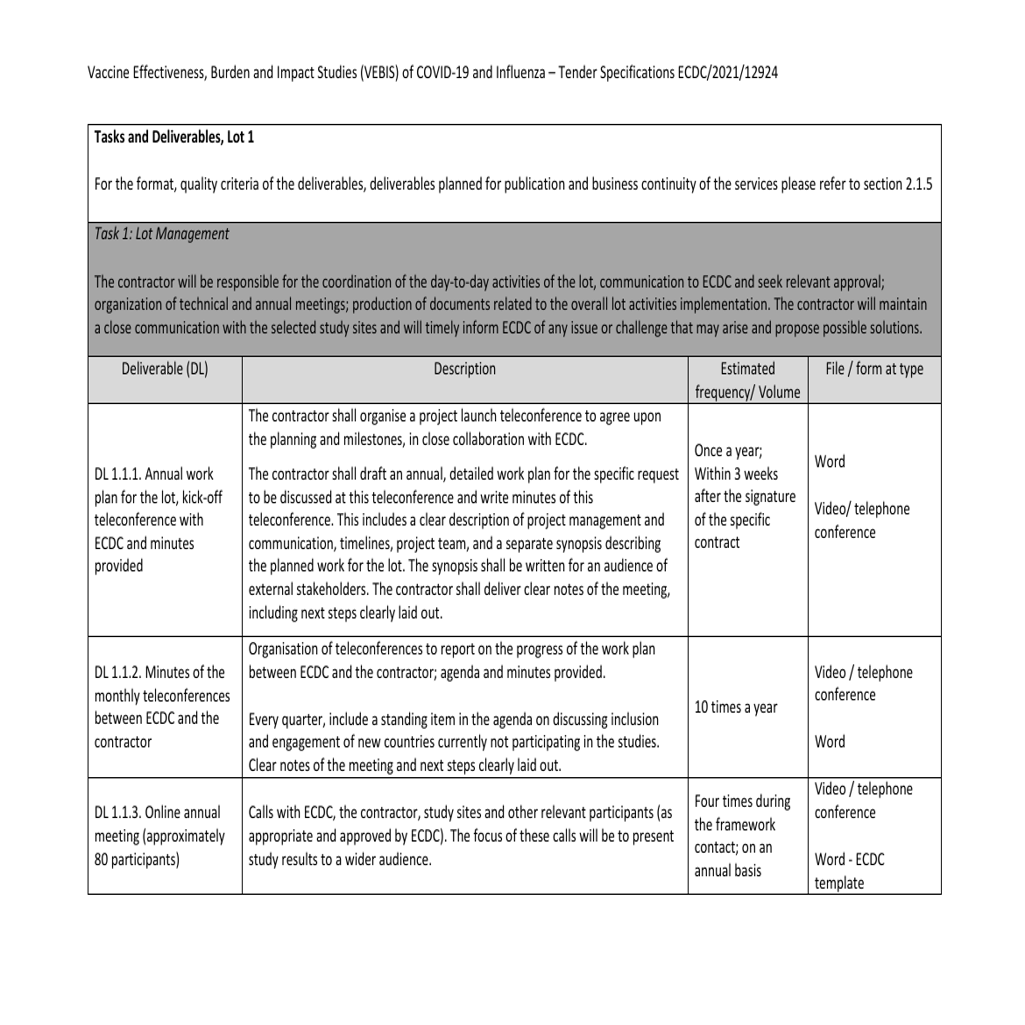 Vaccine Effectiveness, Burden and Impact Studies (VEBIS) of COVID-19 and Influenza – Tender Specifications ECDC/2021/12924
Tasks and Deliverables, Lot 1
For the format, quality criteria of the deliverables, deliverables planned for publication and business continuity of the services please refer to section 2.1.5
Task 1: Lot Management
The contractor will be responsible for the coordination of the day-to-day activities of the lot, communication to ECDC and seek relevant approval;
organization of technical and annual meetings; production of documents related to the overall lot activities implementation. The contractor will maintain
a close communication with the selected study sites and will timely inform ECDC of any issue or challenge that may arise and propose possible solutions.
Deliverable (DL)
Description
Estimated
frequency/ Volume
File / form at type
DL 1.1.1. Annual work
plan for the lot, kick-off
teleconference with
ECDC and minutes
provided
The contractor shall organise a project launch teleconference to agree upon
the planning and milestones, in close collaboration with ECDC.
The contractor shall draft an annual, detailed work plan for the specific request
to be discussed at this teleconference and write minutes of this
teleconference. This includes a clear description of project management and
communication, timelines, project team, and a separate synopsis describing
the planned work for the lot. The synopsis shall be written for an audience of
external stakeholders. The contractor shall deliver clear notes of the meeting,
including next steps clearly laid out.
Once a year;
Within 3 weeks
after the signature
of the specific
contract
Word
Video/ telephone
conference
DL 1.1.2. Minutes of the
monthly teleconferences
between ECDC and the
contractor
Organisation of teleconferences to report on the progress of the work plan
between ECDC and the contractor; agenda and minutes provided.
Every quarter, include a standing item in the agenda on discussing inclusion
and engagement of new countries currently not participating in the studies.
Clear notes of the meeting and next steps clearly laid out.
10 times a year
Video / telephone
conference
Word
DL 1.1.3. Online annual
meeting (approximately
80 participants)
Calls with ECDC, the contractor, study sites and other relevant participants (as
appropriate and approved by ECDC). The focus of these calls will be to present
study results to a wider audience.
Four times during
the framework
contact; on an
annual basis
Video / telephone
conference
Word - ECDC
template